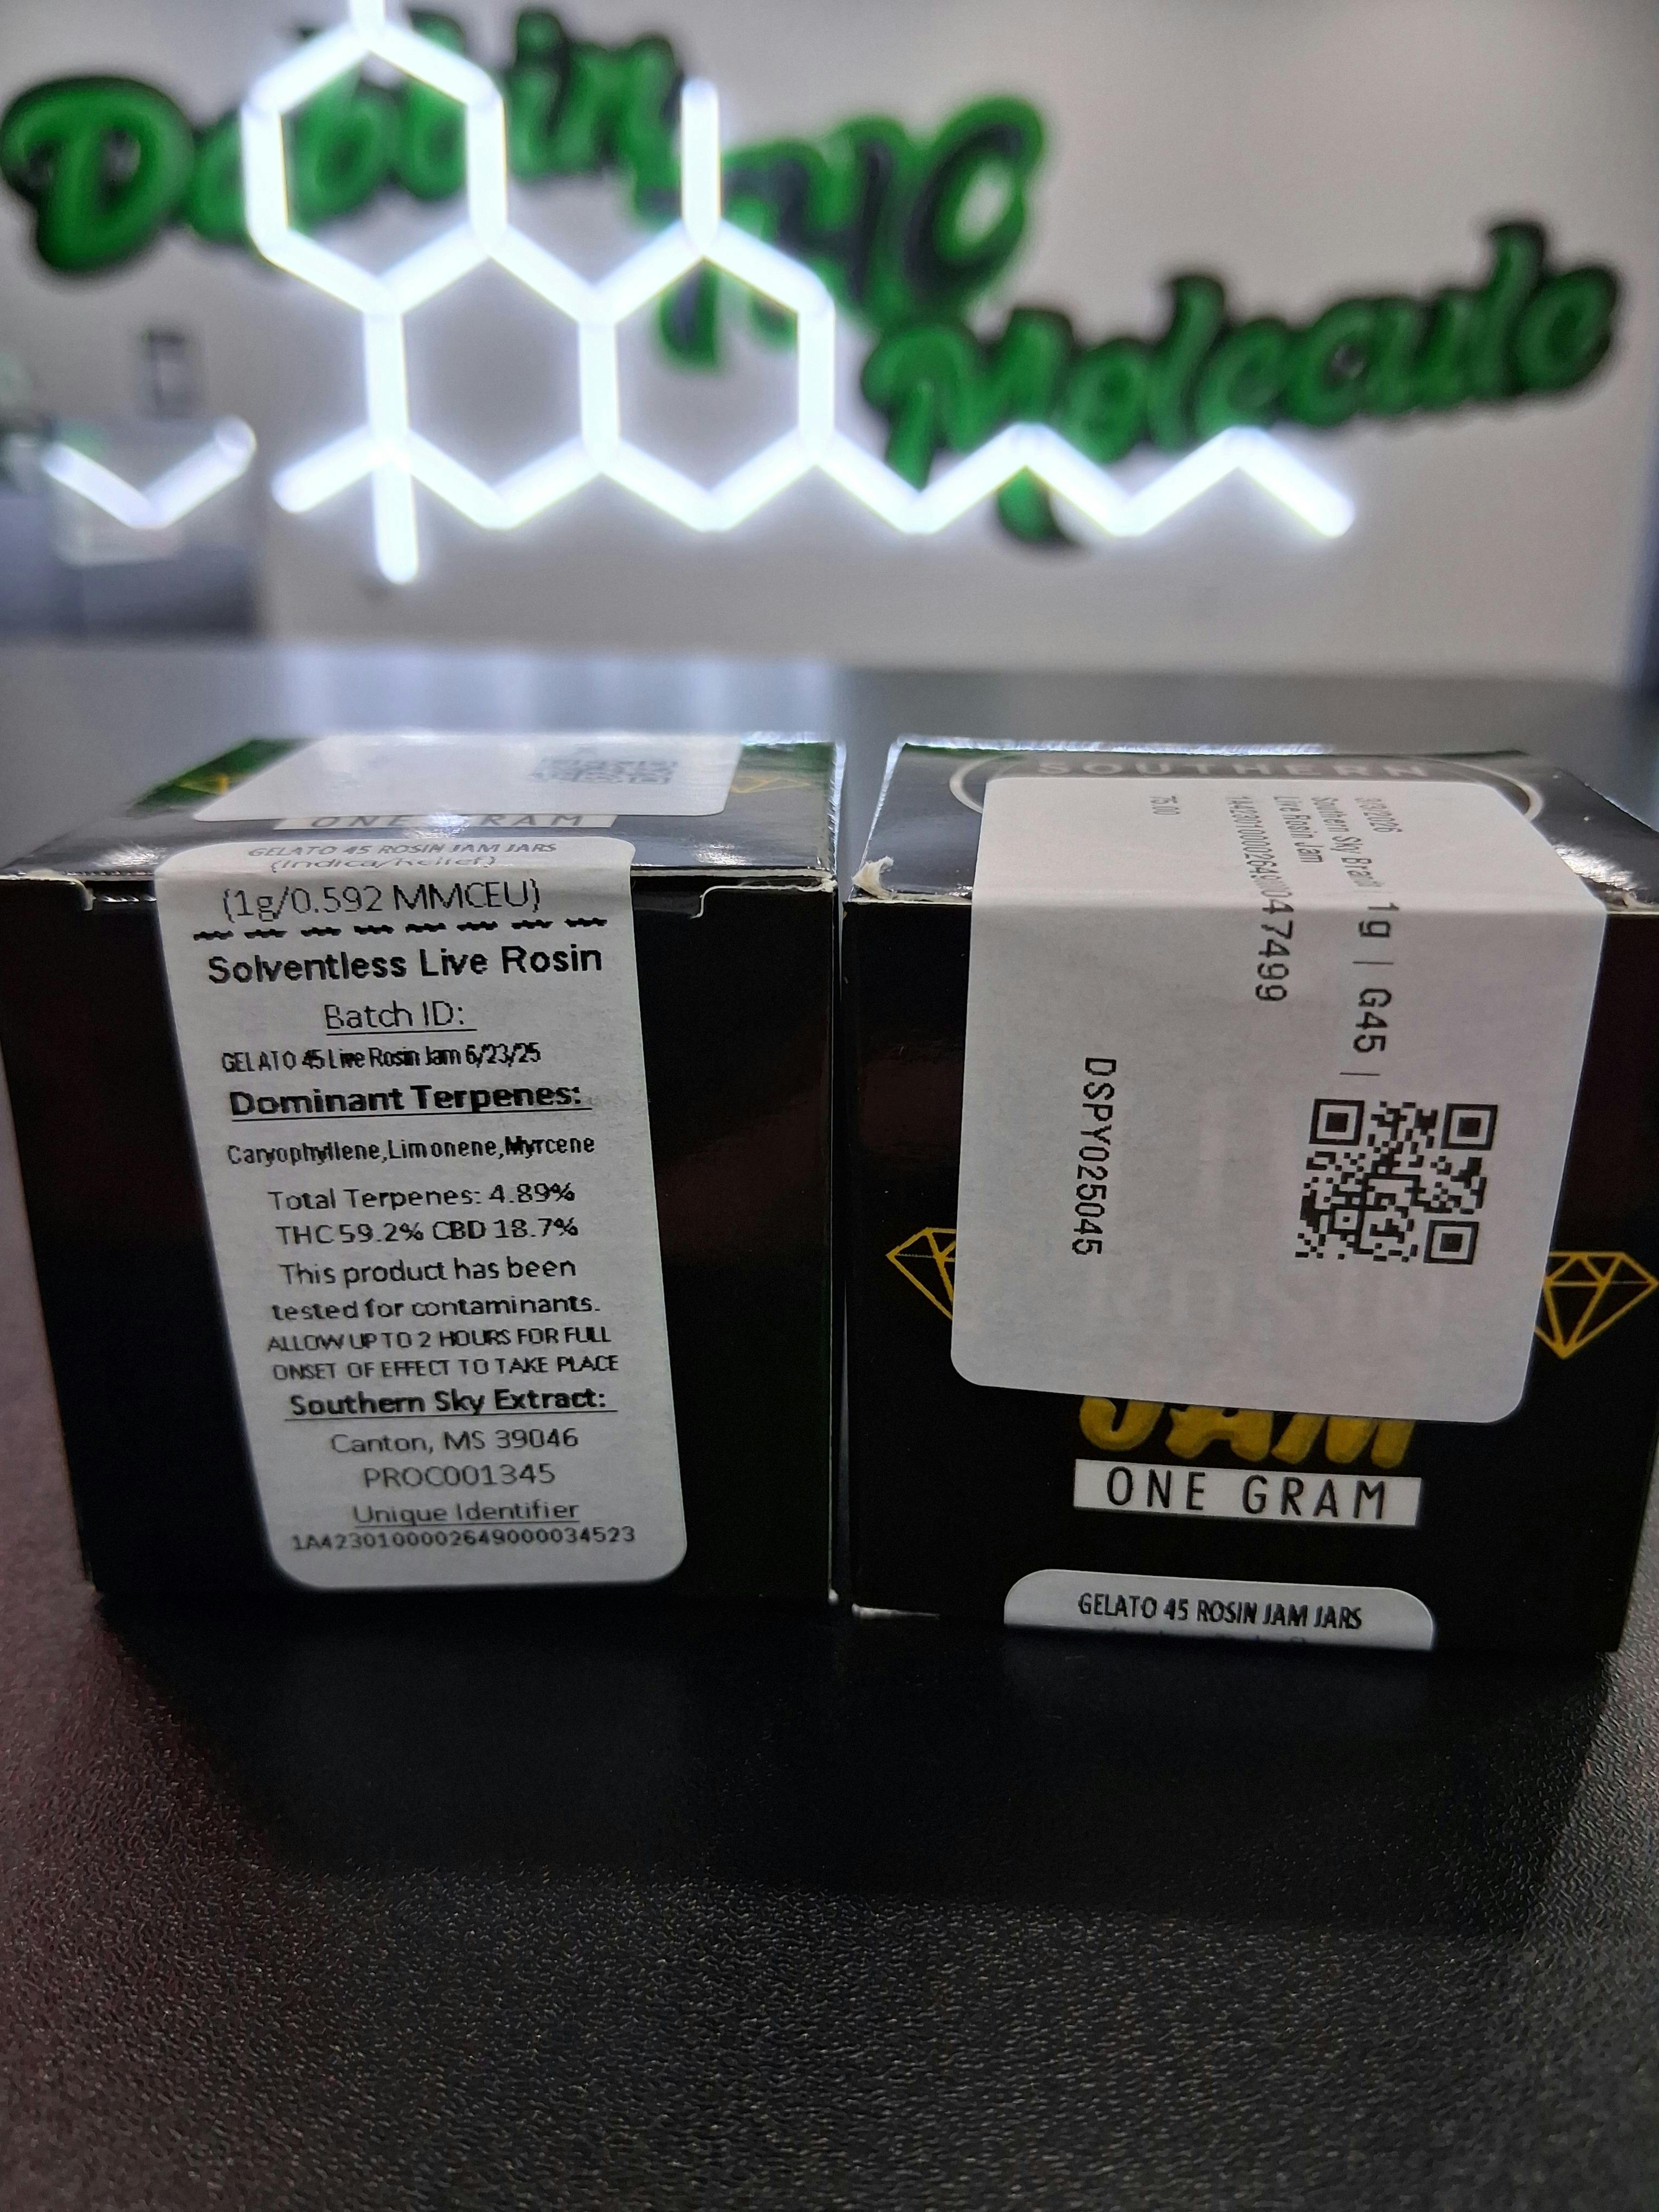 Dabbin THC
Molecule
ONE GRAM
GELATO 45 ROSIN JAM JARS
(Indica/Relief)
(1g/0.592 MMCEU)
Solventless Live Rosin
Batch ID:
GELATO 45 Live Rosin Jam 6/23/25
Dominant Terpenes:
Caryophyllene,Limonene,Myrcene
Total Terpenes: 4.89%
THC 59.2% CBD 18.7%
This product has been
tested for contaminants.
ALLOW UP TO 2 HOURS FOR FULL
ONSET OF EFFECT TO TAKE PLACE
Southern Sky Extract:
Canton, MS 39046
PROC001345
Unique Identifier
1A4230100002649000034523
SOUTHERN
Southern Sky Brand | 1g | G45 |
Live Rosin Jam
75.00
DSPY025045
JAM
ONE GRAM
GELATO 45 ROSIN JAM JARS